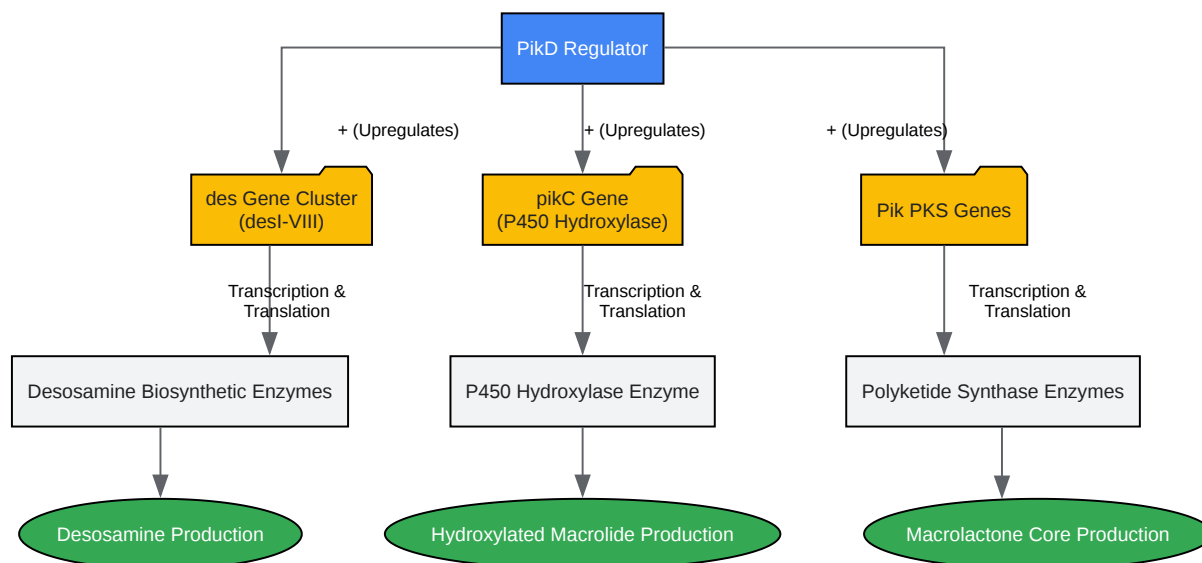 PikD Regulator
+ (Upregulates)
+ (Upregulates)
+ (Upregulates)
des Gene Cluster
(desI-VIII)
pikC Gene
(P450 Hydroxylase)
Pik PKS Genes
Transcription &
Translation
Transcription &
Translation
Transcription &
Translation
Desosamine Biosynthetic Enzymes
P450 Hydroxylase Enzyme
Polyketide Synthase Enzymes
Desosamine Production
Hydroxylated Macrolide Production
Macrolactone Core Production